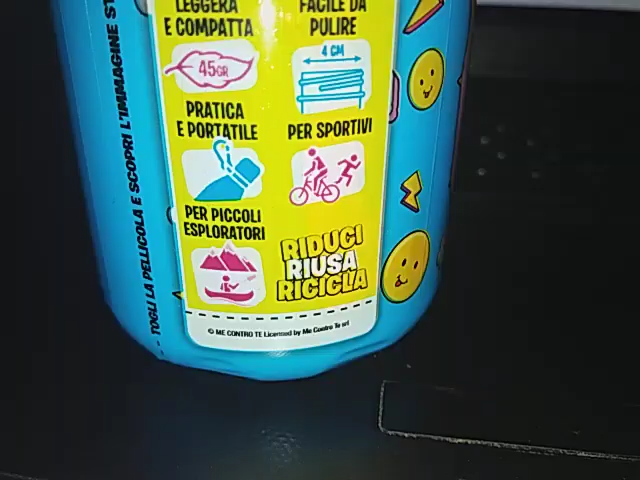 LEGGERA
E COMPATTA
FACILE DA
PULIRE
45GR
4 CM
PRATICA
E PORTATILE
PER SPORTIVI
PER PICCOLI
ESPLORATORI
RIDUCI
RIUSA
RICICLA
© ME CONTRO TE Licensed by Me Contro Te srl
- TOGLI LA PELLICOLA E SCOPRI L'IMMAGINE